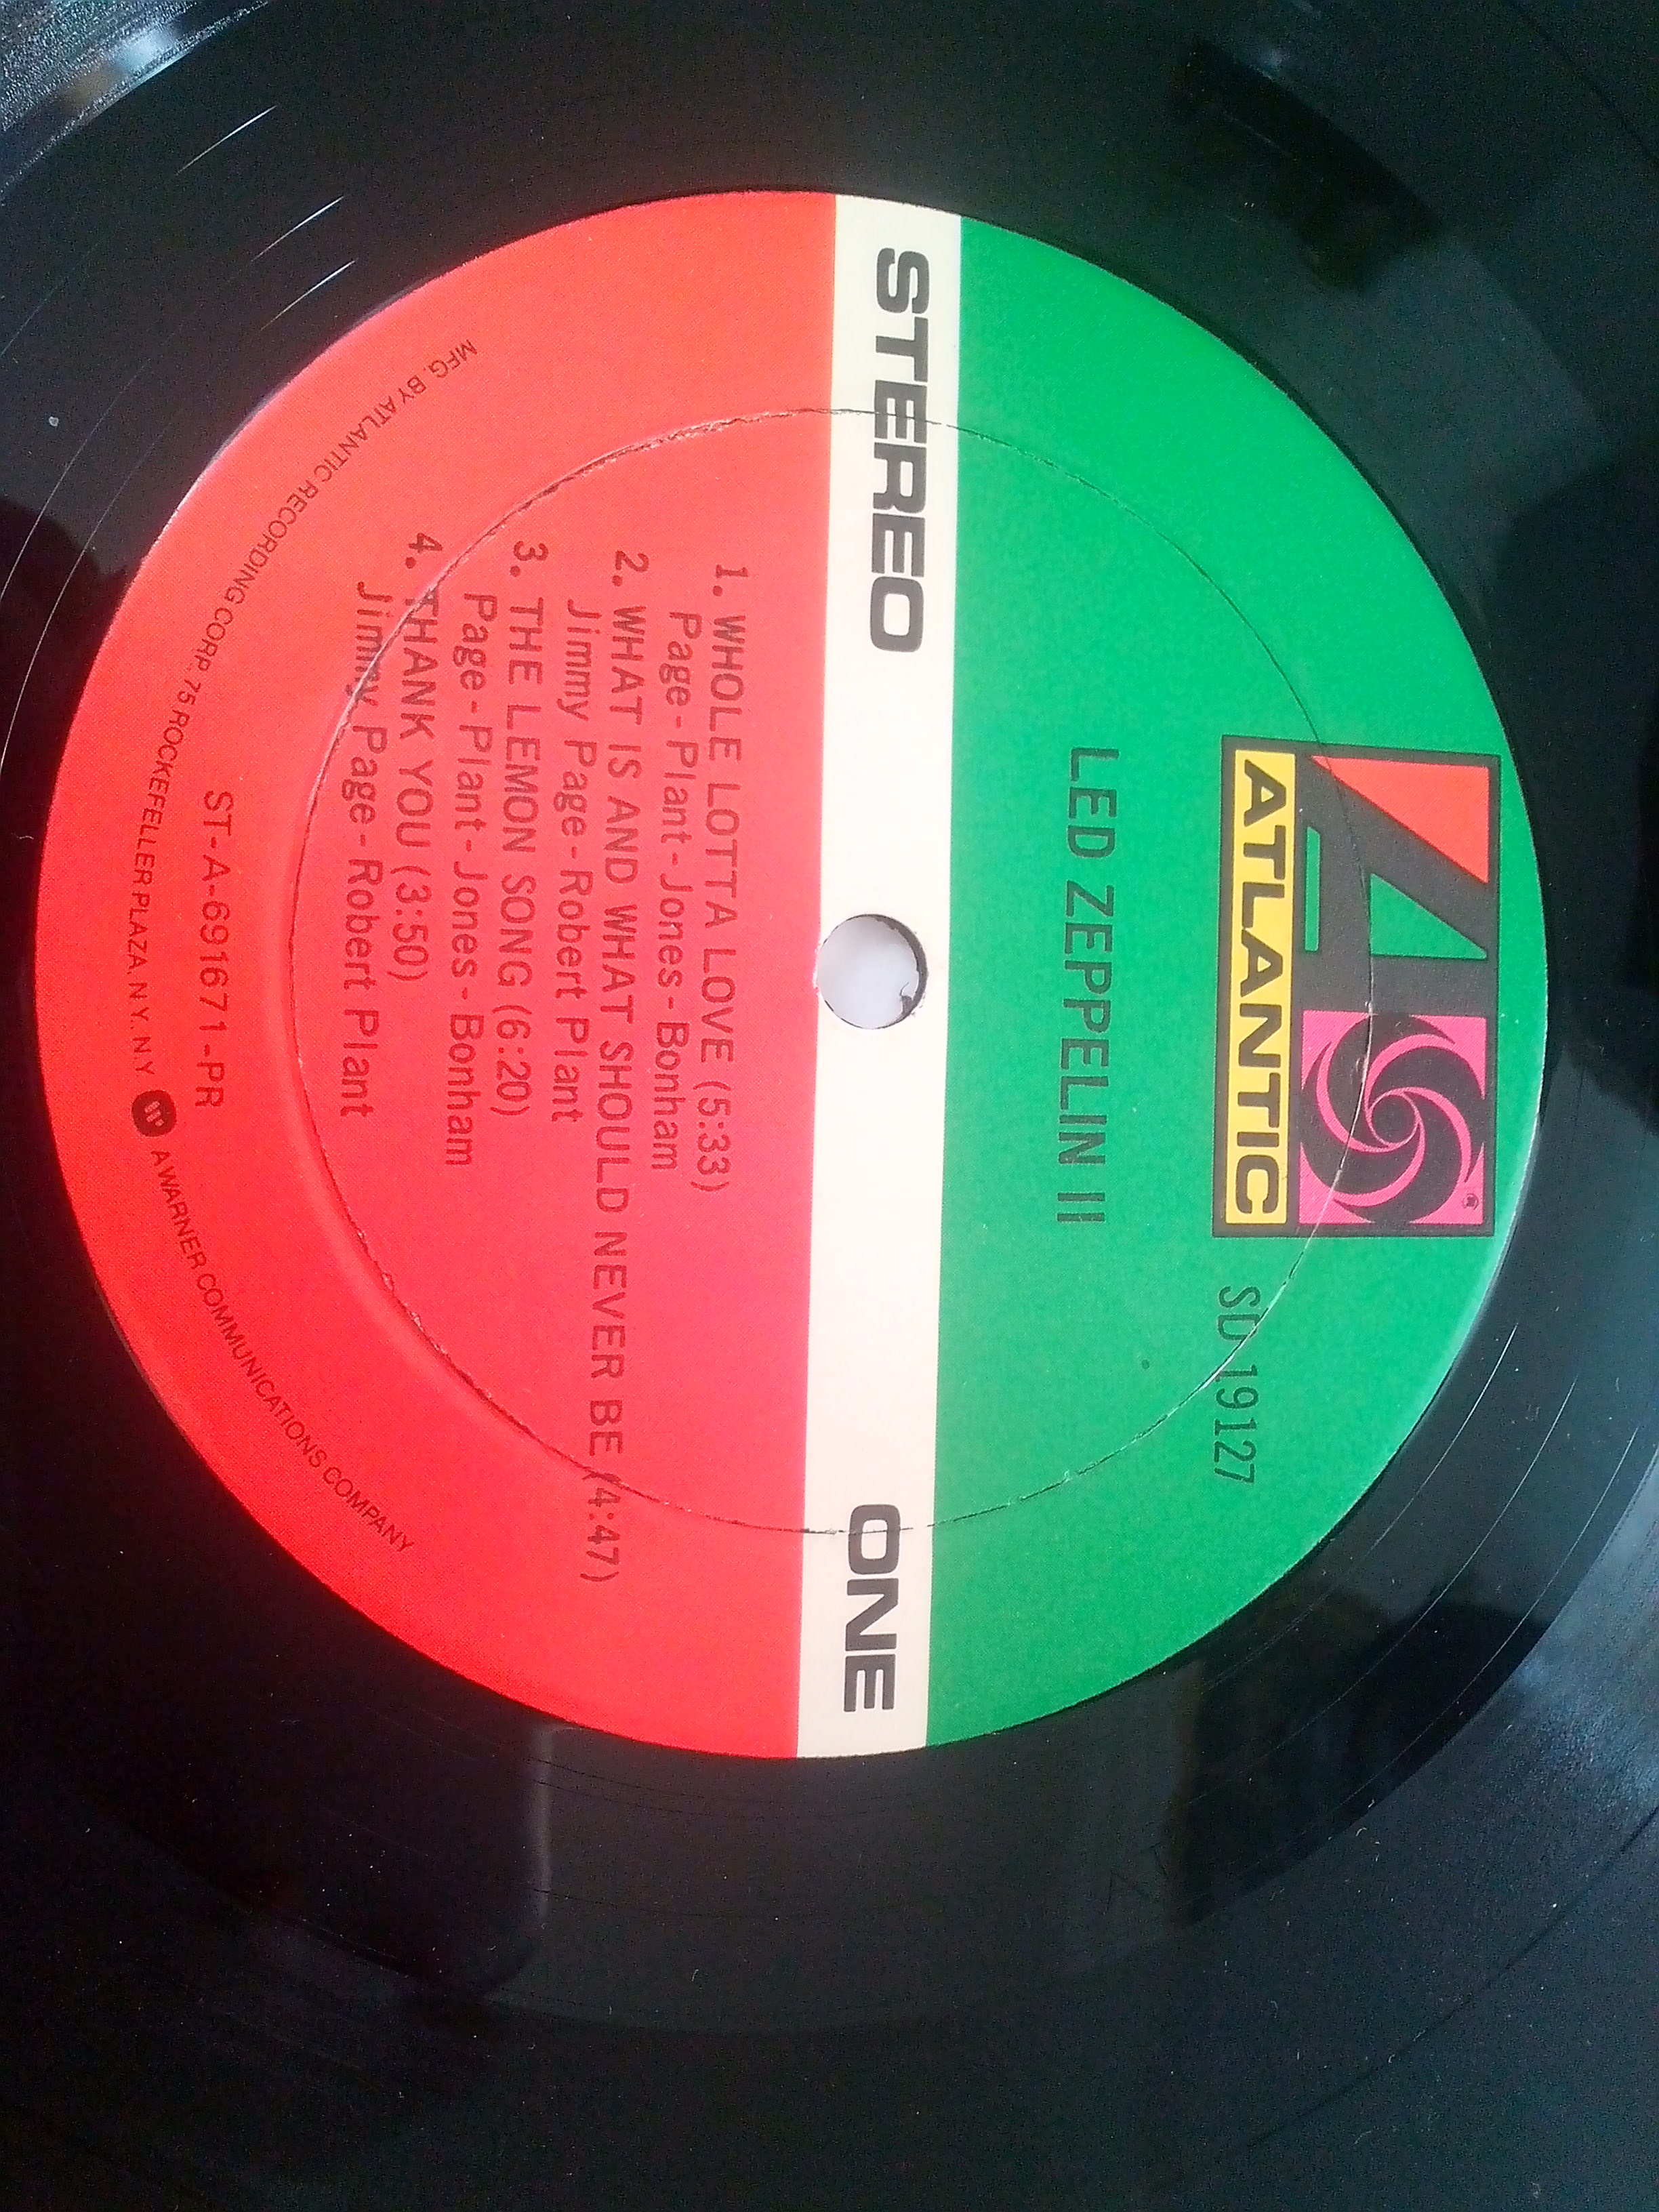 ATLANTIC
®
SD 19127
LED ZEPPELIN II
STEREO ONE
1. WHOLE LOTTA LOVE (5:33)
Page-Plant-Jones-Bonham
2. WHAT IS AND WHAT SHOULD NEVER BE (4:47)
Jimmy Page-Robert Plant
3. THE LEMON SONG (6:20)
Page-Plant-Jones-Bonham
4. THANK YOU (3:50)
Jimmy Page-Robert Plant
ST-A-691671-PR
MFG. BY ATLANTIC RECORDING CORP. 75 ROCKEFELLER PLAZA, N.Y. N.Y. W A WARNER COMMUNICATIONS COMPANY